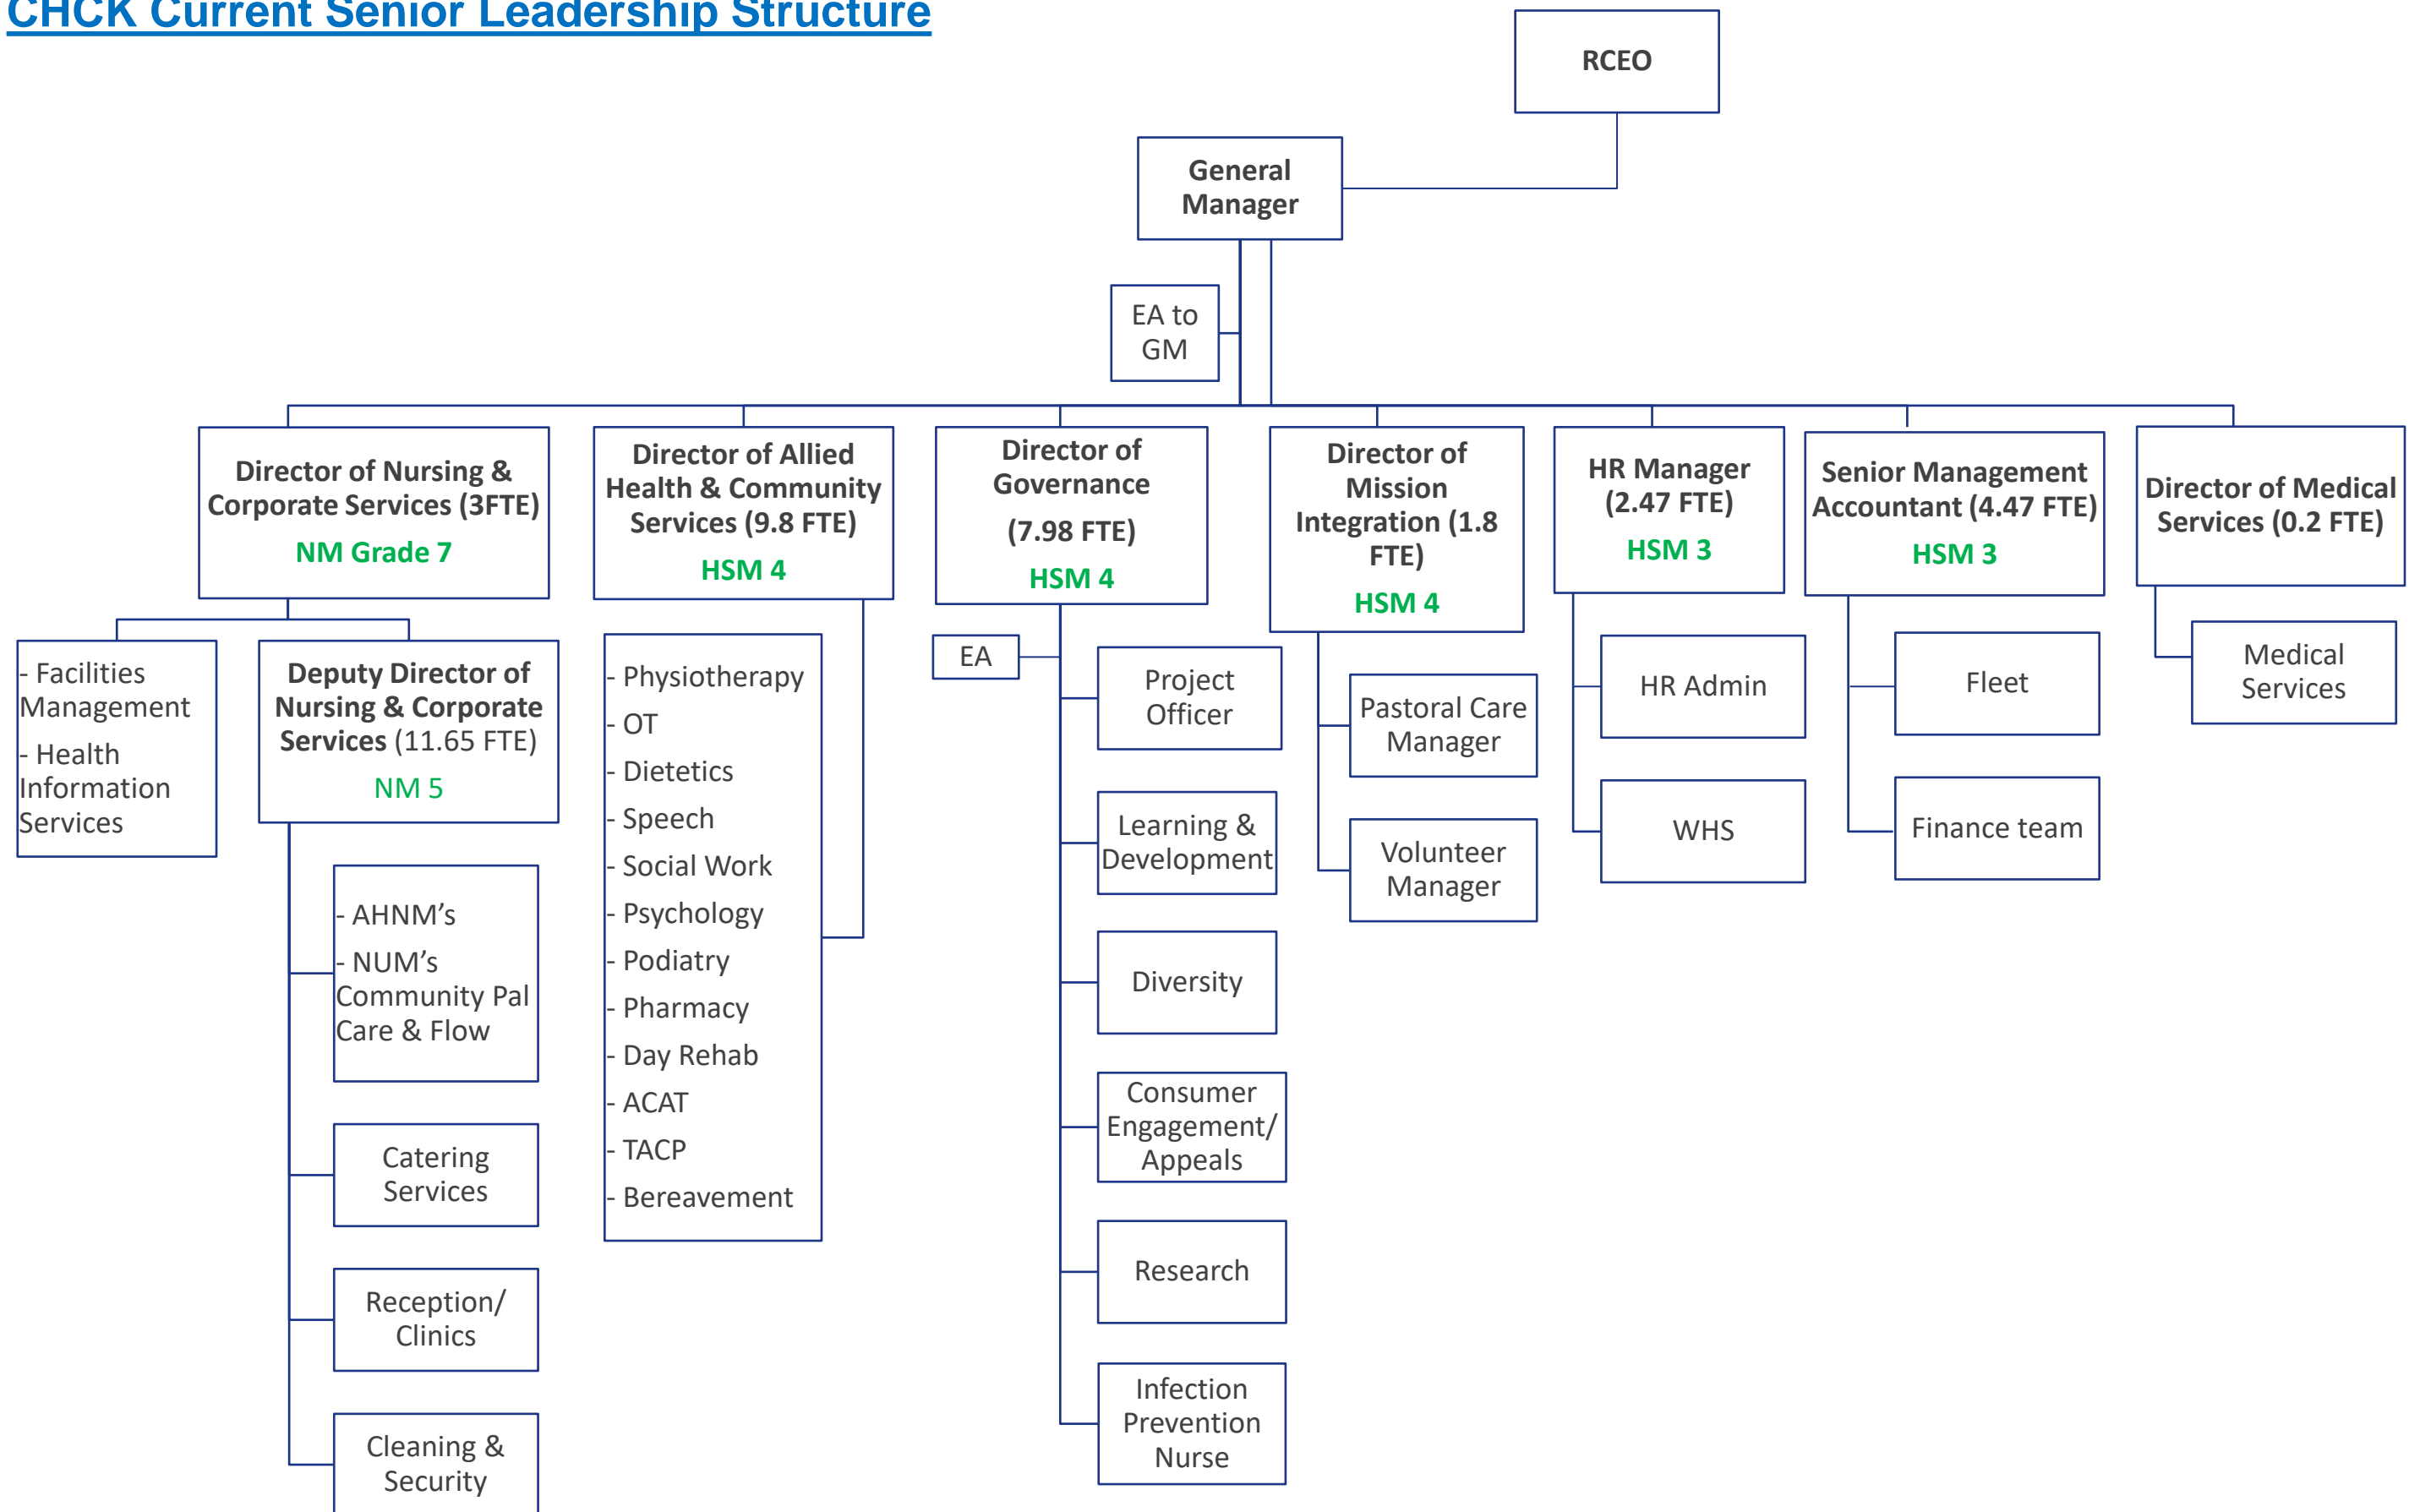 CHCK Current Senior Leadership Structure
RCEO
General
Manager
EA to
GM
Director of Nursing &
Corporate Services (3FTE)
NM Grade 7
Director of Allied
Health & Community
Services (9.8 FTE)
HSM 4
Director of
Governance
(7.98 FTE)
HSM 4
Director of
Mission
Integration (1.8
FTE)
HSM 4
HR Manager
(2.47 FTE)
HSM 3
Senior Management
Accountant (4.47 FTE)
HSM 3
Director of Medical
Services (0.2 FTE)
- Facilities
Management
- Health
Information
Services
Deputy Director of
Nursing & Corporate
Services (11.65 FTE)
NM 5
- AHNM’s
- NUM’s
Community Pal
Care & Flow
Catering
Services
Reception/
Clinics
Cleaning &
Security
- Physiotherapy
- OT
- Dietetics
- Speech
- Social Work
- Psychology
- Podiatry
- Pharmacy
- Day Rehab
- ACAT
- TACP
- Bereavement
EA
Project
Officer
Learning &
Development
Diversity
Consumer
Engagement/
Appeals
Research
Infection
Prevention
Nurse
Pastoral Care
Manager
Volunteer
Manager
HR Admin
WHS
Fleet
Finance team
Medical
Services